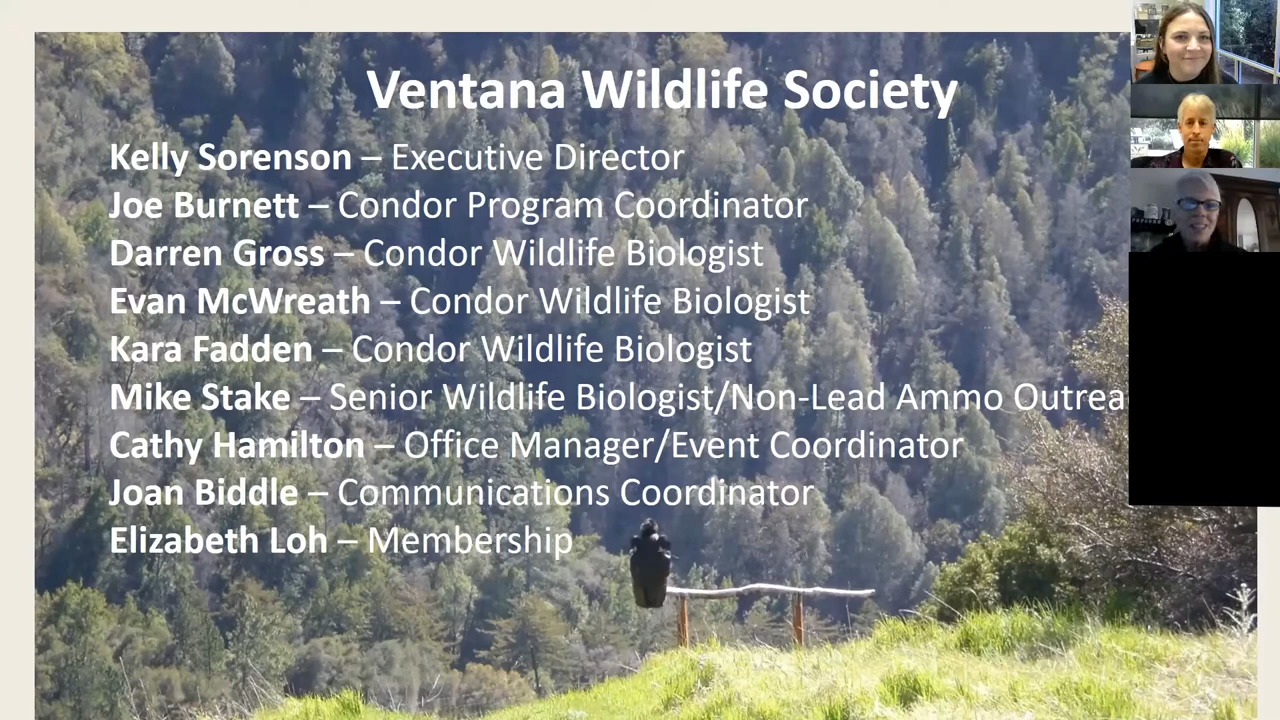 Ventana Wildlife Society
Kelly Sorenson – Executive Director
Joe Burnett – Condor Program Coordinator
Darren Gross – Condor Wildlife Biologist
Evan McWreath – Condor Wildlife Biologist
Kara Fadden – Condor Wildlife Biologist
Mike Stake – Senior Wildlife Biologist/Non-Lead Ammo Outrea
Cathy Hamilton – Office Manager/Event Coordinator
Joan Biddle – Communications Coordinator
Elizabeth Loh – Membership